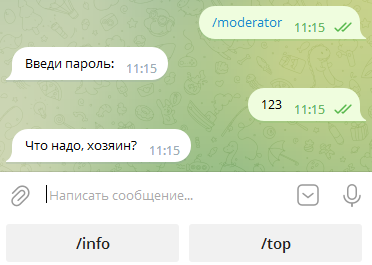 /moderator 11:15
Введи пароль: 11:15
123 11:15
Что надо, хозяин? 11:15
Написать сообщение...
/info /top